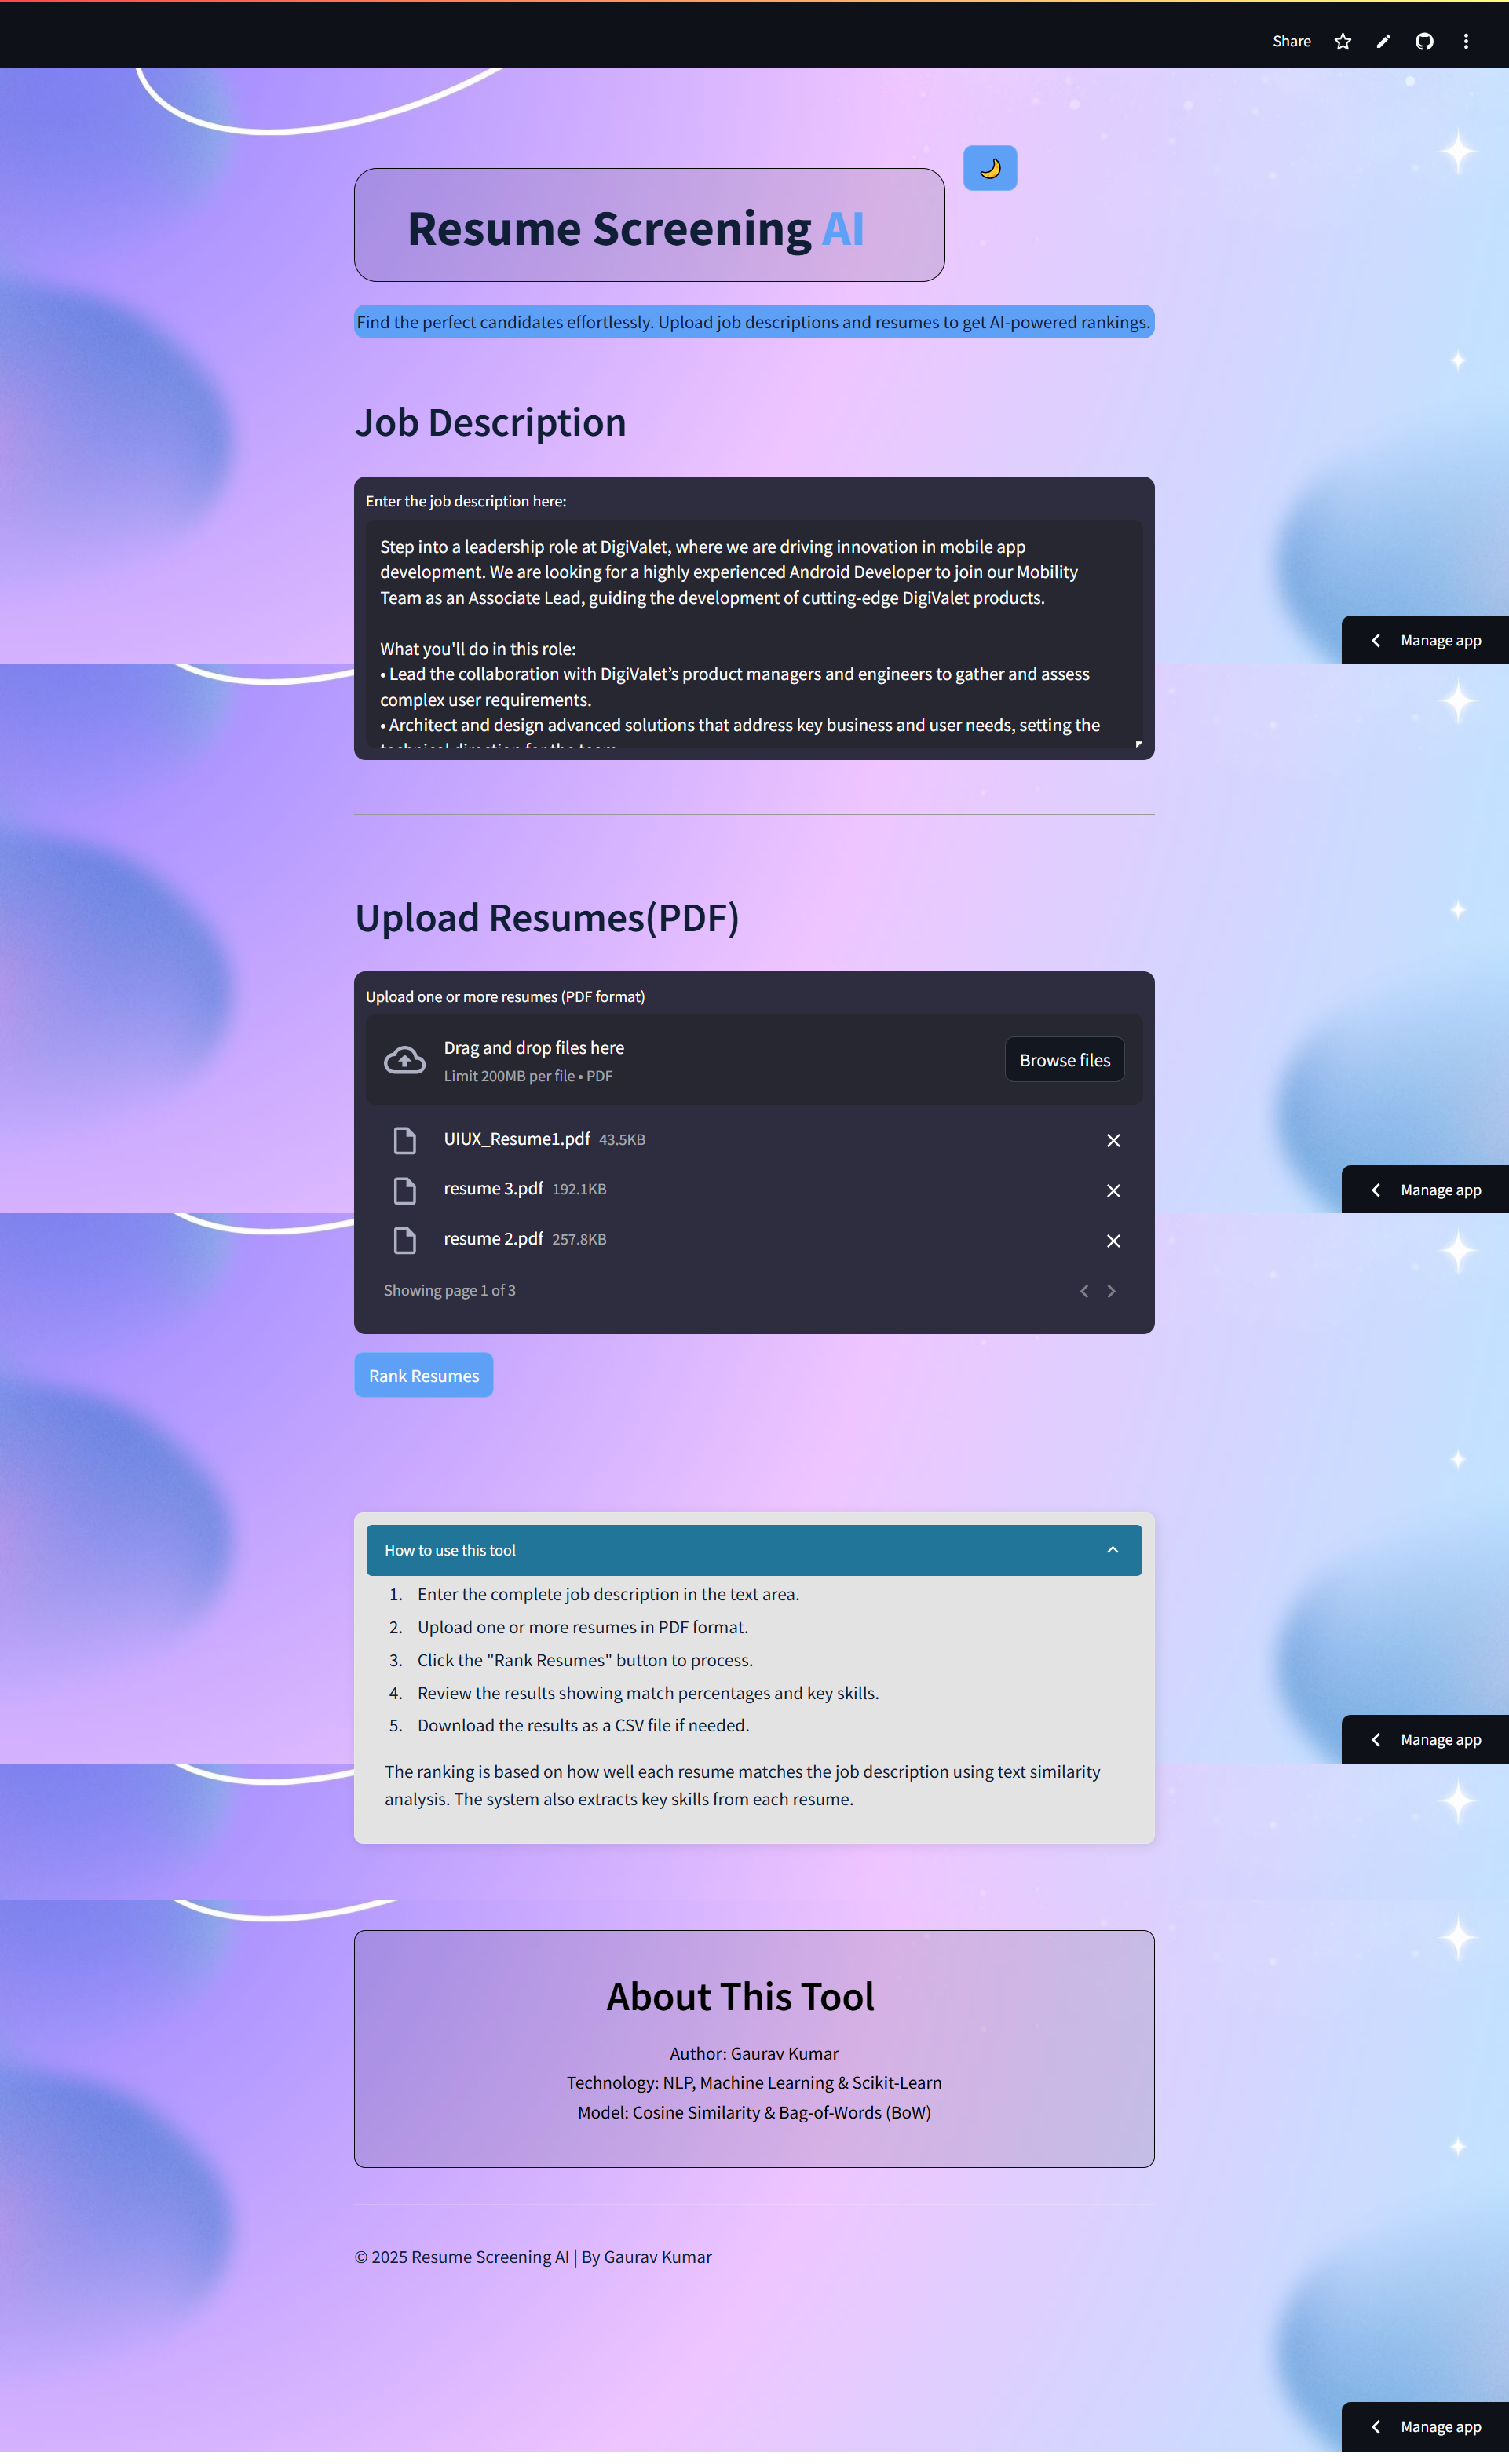 Share
Resume Screening AI
Find the perfect candidates effortlessly. Upload job descriptions and resumes to get AI-powered rankings.
Job Description
Enter the job description here:
Step into a leadership role at DigiValet, where we are driving innovation in mobile app
development. We are looking for a highly experienced Android Developer to join our Mobility
Team as an Associate Lead, guiding the development of cutting-edge DigiValet products.
What you'll do in this role:
Manage app
• Lead the collaboration with DigiValet’s product managers and engineers to gather and assess
complex user requirements.
• Architect and design advanced solutions that address key business and user needs, setting the
technical direction for the team.
Upload Resumes(PDF)
Upload one or more resumes (PDF format)
Drag and drop files here
Limit 200MB per file • PDF
Browse files
UIUX_Resume1.pdf 43.5KB
resume 3.pdf 192.1KB
Manage app
resume 2.pdf 257.8KB
Showing page 1 of 3
Rank Resumes
How to use this tool
1. Enter the complete job description in the text area.
2. Upload one or more resumes in PDF format.
3. Click the "Rank Resumes" button to process.
4. Review the results showing match percentages and key skills.
5. Download the results as a CSV file if needed.
Manage app
The ranking is based on how well each resume matches the job description using text similarity
analysis. The system also extracts key skills from each resume.
About This Tool
Author: Gaurav Kumar
Technology: NLP, Machine Learning & Scikit-Learn
Model: Cosine Similarity & Bag-of-Words (BoW)
© 2025 Resume Screening AI | By Gaurav Kumar
Manage app